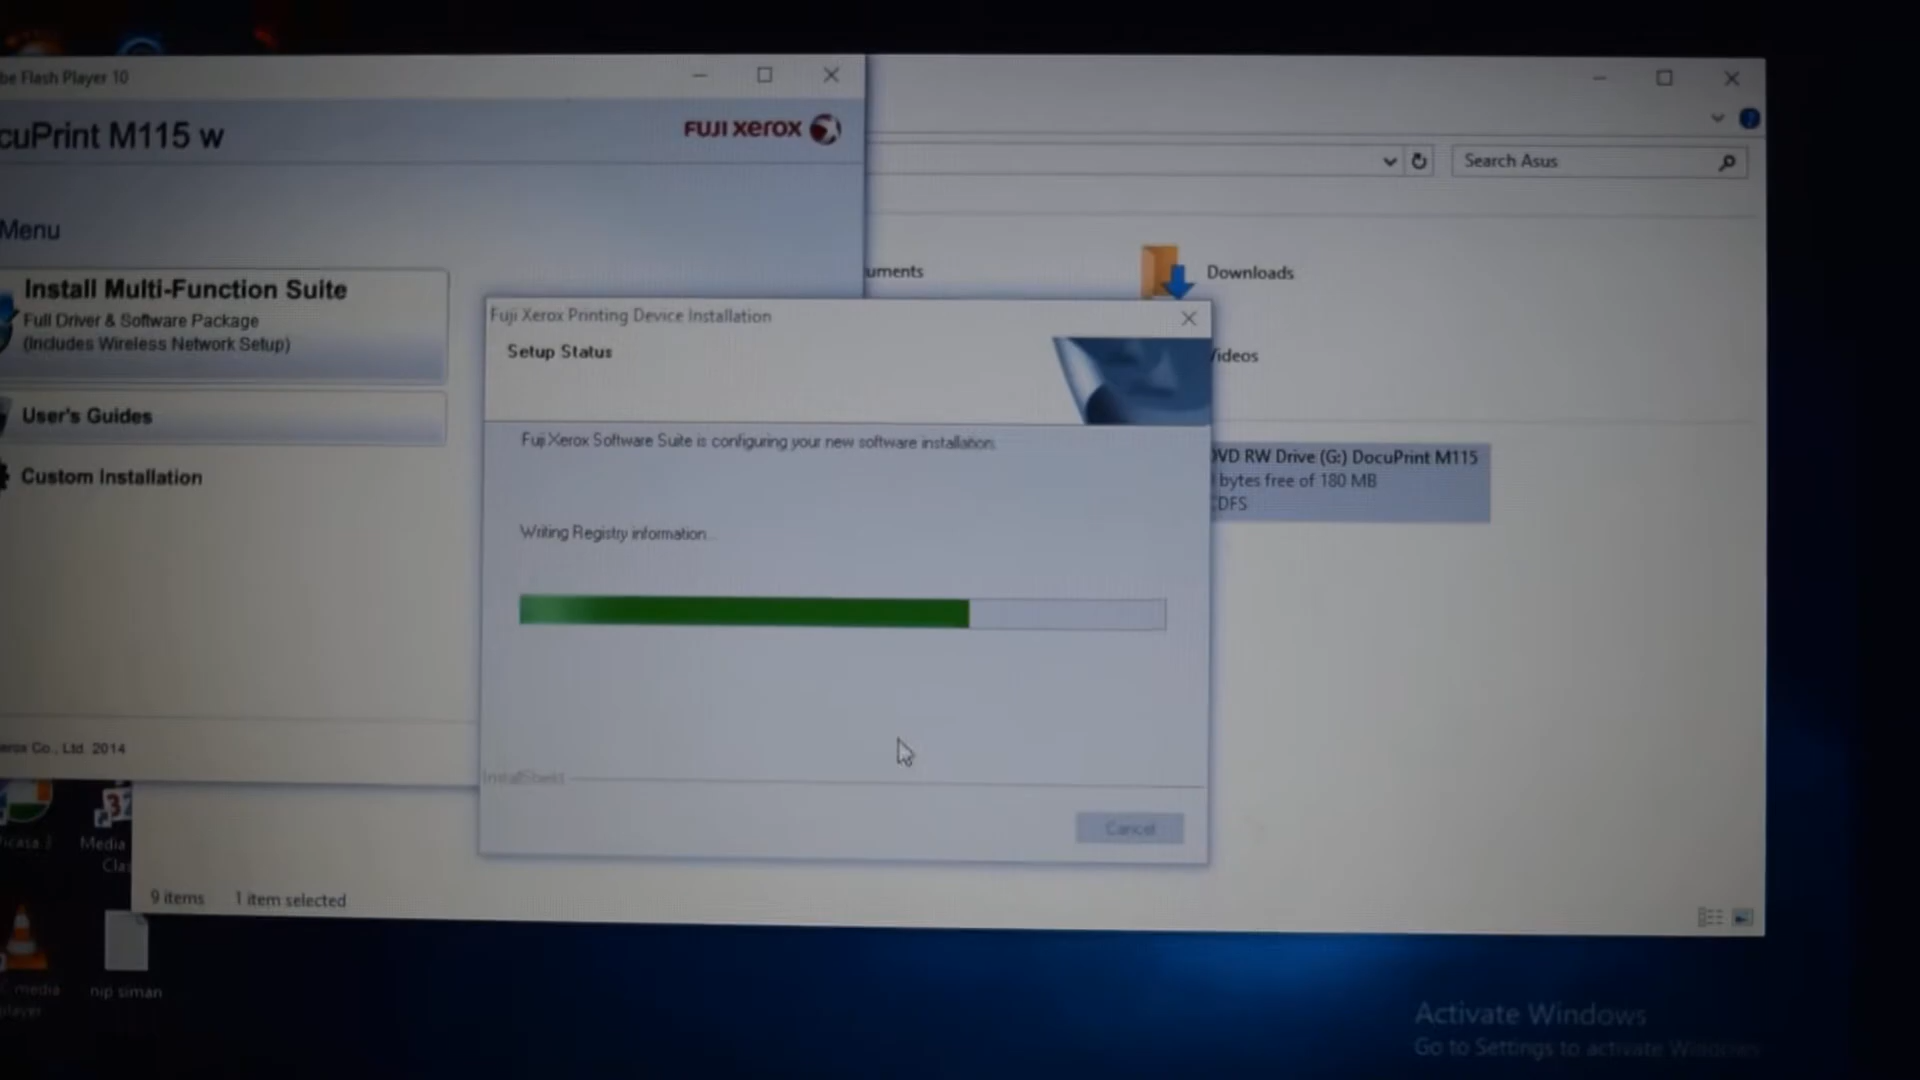 be Flash Player 10
cuPrint M115 w
FUJI xerox
Menu
Install Multi-Function Suite
Full Driver & Software Package
(Includes Wireless Network Setup)
User's Guides
Custom Installation
erox Co., Ltd. 2014
Search Asus
uments
Downloads
Videos
DVD RW Drive (G:) DocuPrint M115
bytes free of 180 MB
CDFS
Fuji Xerox Printing Device Installation
Setup Status
Fuji Xerox Software Suite is configuring your new software installation.
Writing Registry information...
InstallShield
Cancel
9 items 1 item selected
icasa 3
Media
Clas
media
player
nip siman
Activate Windows
Go to Settings to activate Windows.